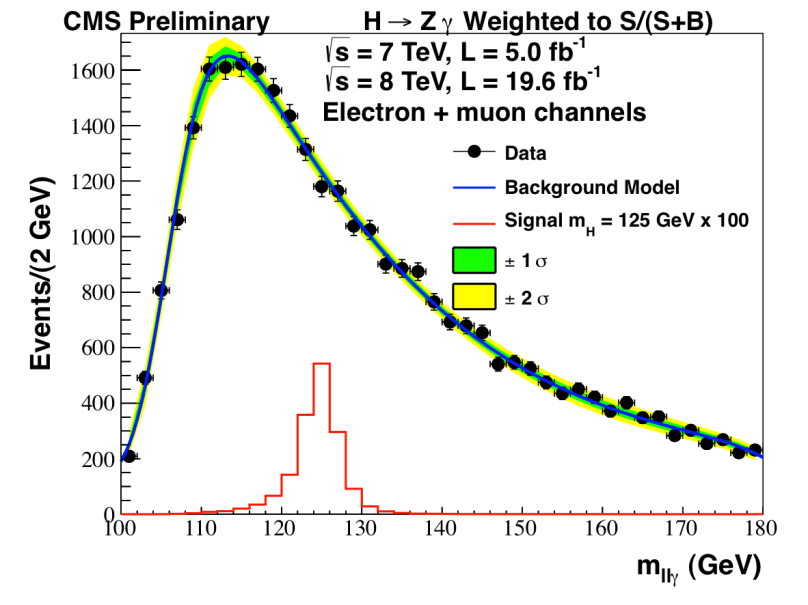 CMS Preliminary
H → Z γ Weighted to S/(S+B)
√s = 7 TeV, L = 5.0 fb⁻¹
√s = 8 TeV, L = 19.6 fb⁻¹
Electron + muon channels
Data
Background Model
Signal m_H = 125 GeV x 100
± 1 σ
± 2 σ
Events/(2 GeV)
1600
1400
1200
1000
800
600
400
200
0
100 110 120 130 140 150 160 170 180
m_llγ (GeV)